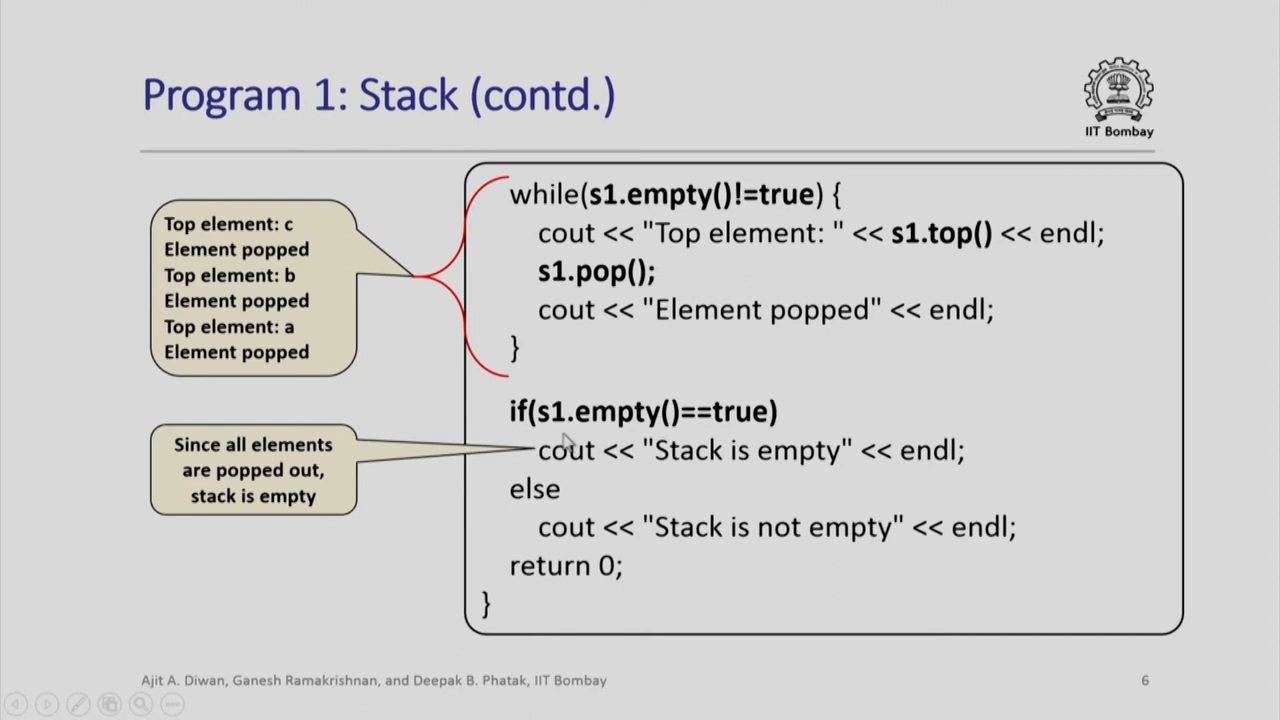 Program 1: Stack (contd.)
IIT Bombay
Top element: c
Element popped
Top element: b
Element popped
Top element: a
Element popped
while(s1.empty()!=true) {
cout << "Top element: " << s1.top() << endl;
s1.pop();
cout << "Element popped" << endl;
}
Since all elements
are popped out,
stack is empty
if(s1.empty()==true)
cout << "Stack is empty" << endl;
else
cout << "Stack is not empty" << endl;
return 0;
}
Ajit A. Diwan, Ganesh Ramakrishnan, and Deepak B. Phatak, IIT Bombay
6